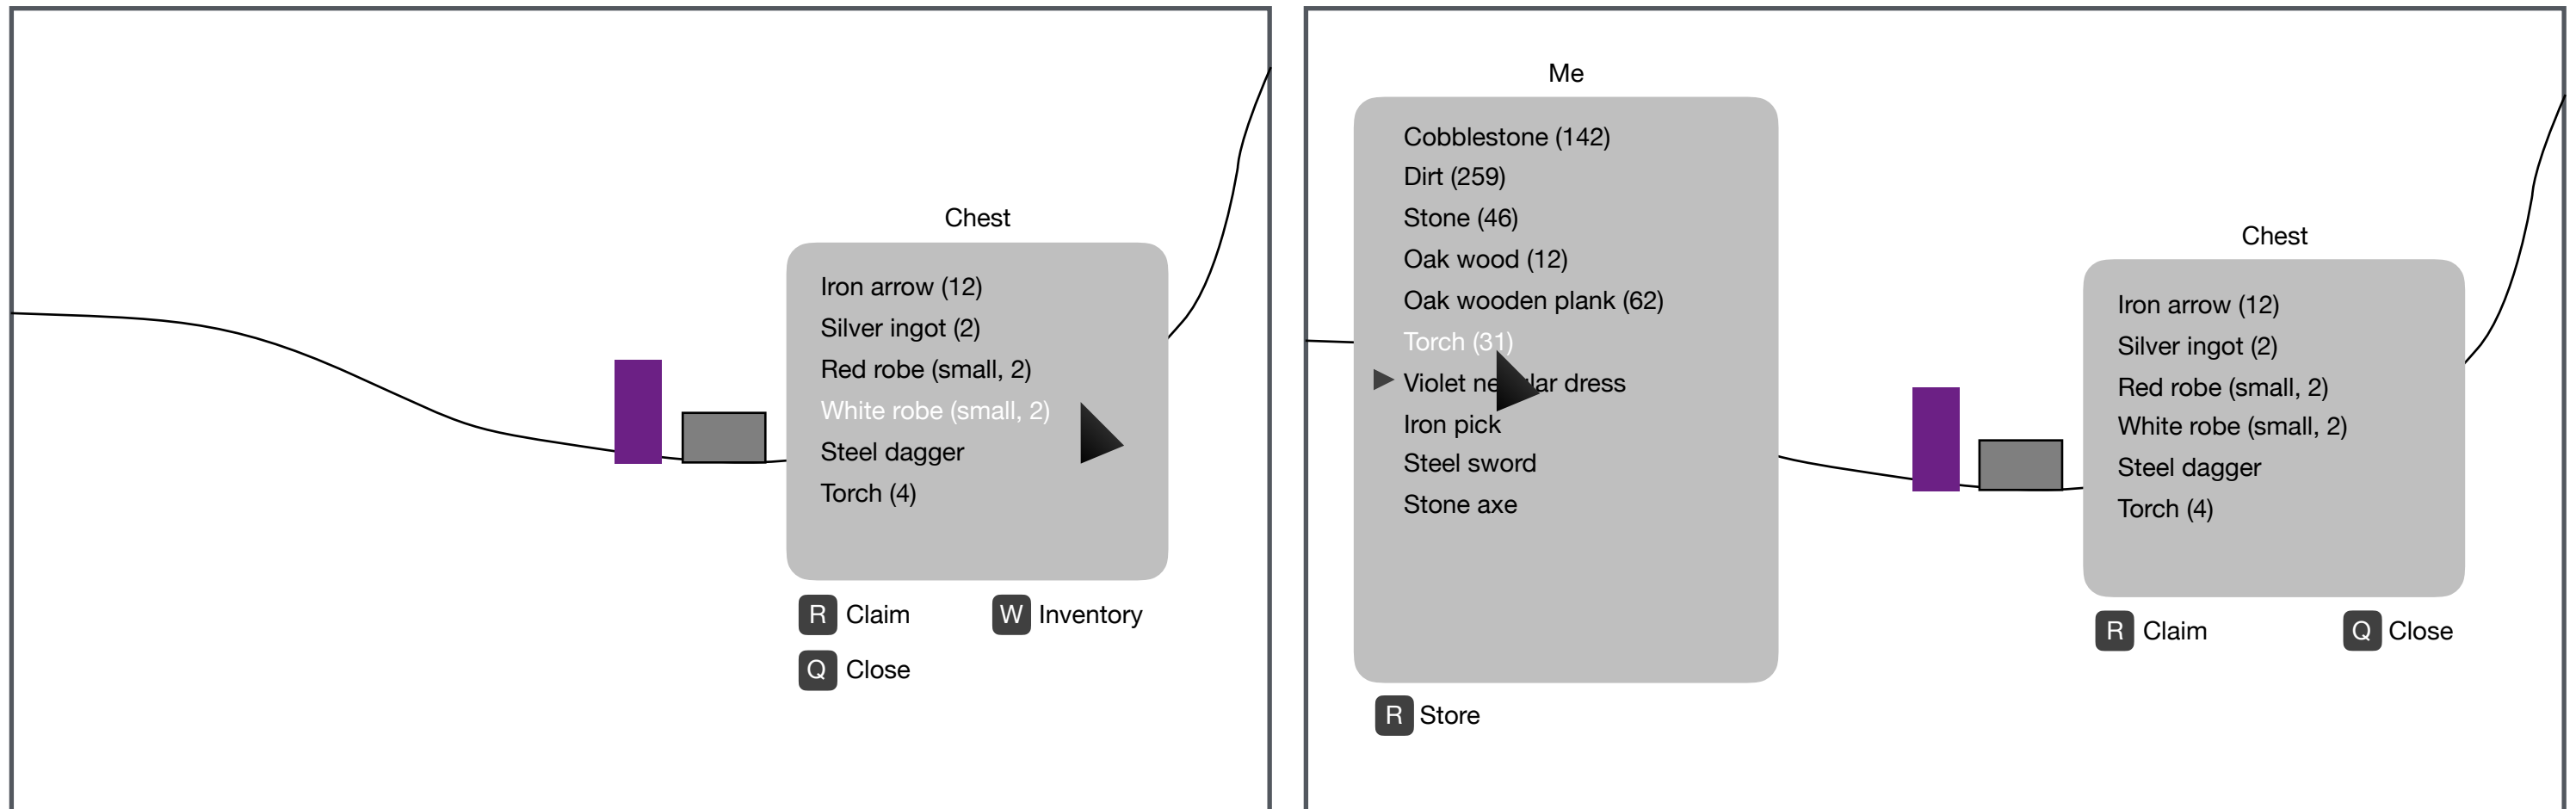 Chest
Iron arrow (12)
Silver ingot (2)
Red robe (small, 2)
White robe (small, 2)
Steel dagger
Torch (4)
R Claim
W Inventory
Q Close
Me
Cobblestone (142)
Dirt (259)
Stone (46)
Oak wood (12)
Oak wooden plank (62)
Torch (31)
Violet dress
Iron pick
Steel sword
Stone axe
R Store
Chest
Iron arrow (12)
Silver ingot (2)
Red robe (small, 2)
White robe (small, 2)
Steel dagger
Torch (4)
R Claim
Q Close